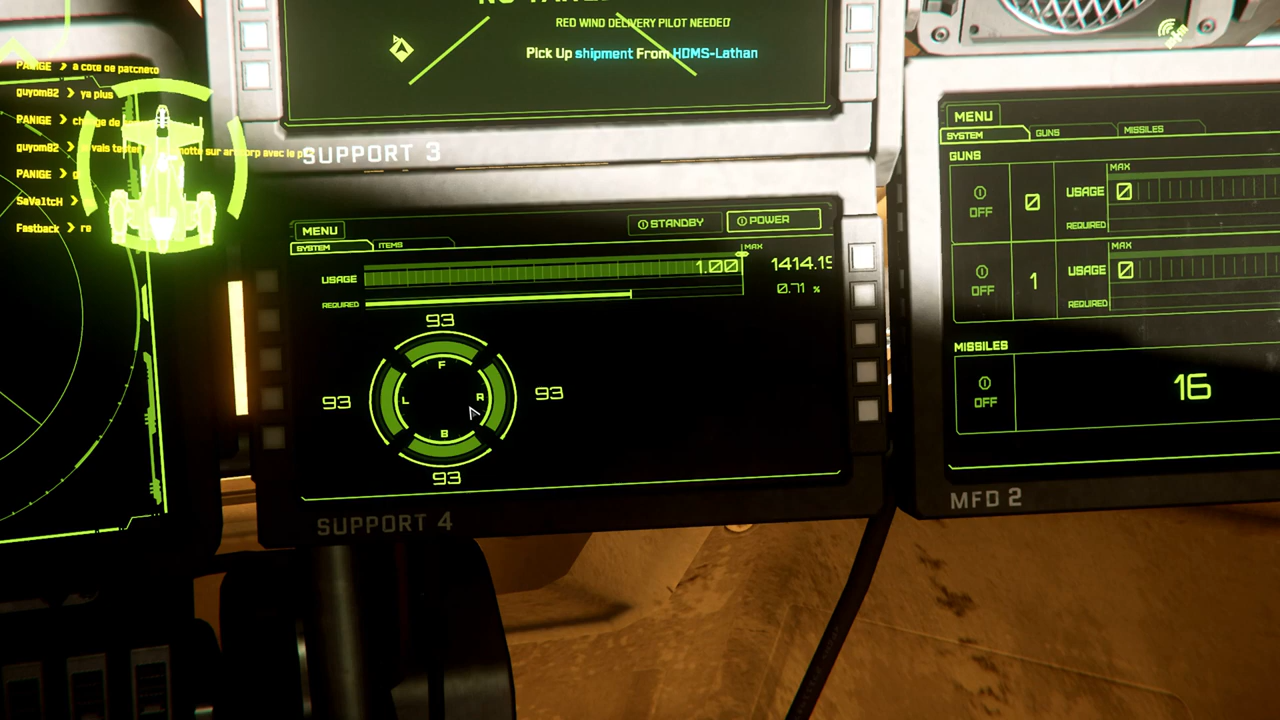 RED WIND DELIVERY PILOT NEEDED
Pick Up shipment From HDMS-Lathan
SUPPORT 3
PANIGE > a cote de patcneto
guyom82 > ya plus
PANIGE >
guyom82 >
PANIGE >
SaValtcH >
Fastback > re
MENU
STANDBY
POWER
SYSTEM
ITEMS
MAX
USAGE
1.00
1414.15
REQUIRED
0.71 %
93
F
93
L
R
93
B
93
SUPPORT 4
MENU
SYSTEM
GUNS
MISSILES
GUNS
MAX
OFF
0
USAGE
0
REQUIRED
MAX
OFF
1
USAGE
0
REQUIRED
MISSILES
OFF
16
MFD 2